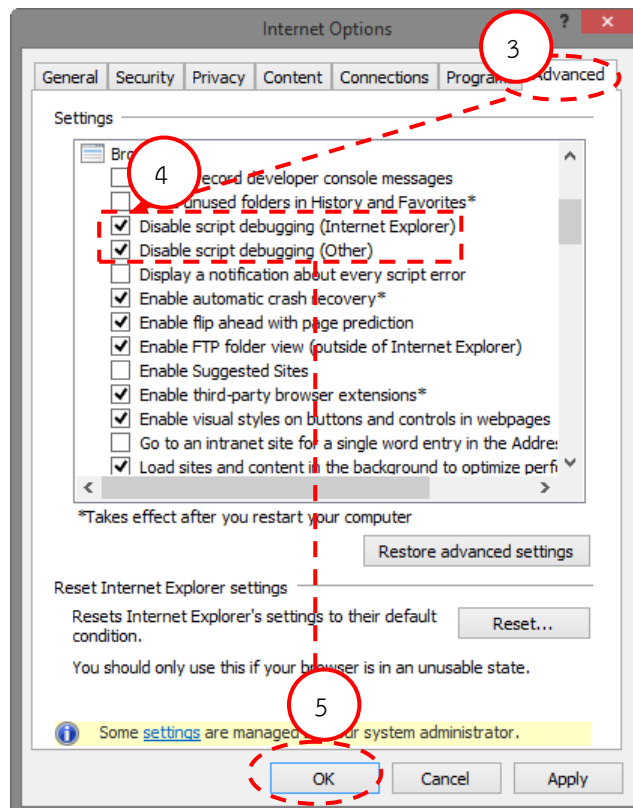 Internet Options
?
3
General Security Privacy Content Connections Advanced
Settings
4
record developer console messages
unused folders in History and Favorites*
Disable script debugging (Internet Explorer)
Disable script debugging (Other)
Display a notification about every script error
Enable automatic crash recovery*
Enable flip ahead with page prediction
Enable FTP folder view (outside of Internet Explorer)
Enable Suggested Sites
Enable third-party browser extensions*
Enable visual styles on buttons and controls in webpages
Go to an intranet site for a single word entry in the
Load sites and content in the background to optimize
*Takes effect after you restart your computer
Restore advanced settings
Reset Internet Explorer settings
Resets Internet Explorer's settings to their default
condition.
Reset...
You should only use this if your browser is in an unusable state.
5
Some settings are managed system administrator.
OK Cancel Apply